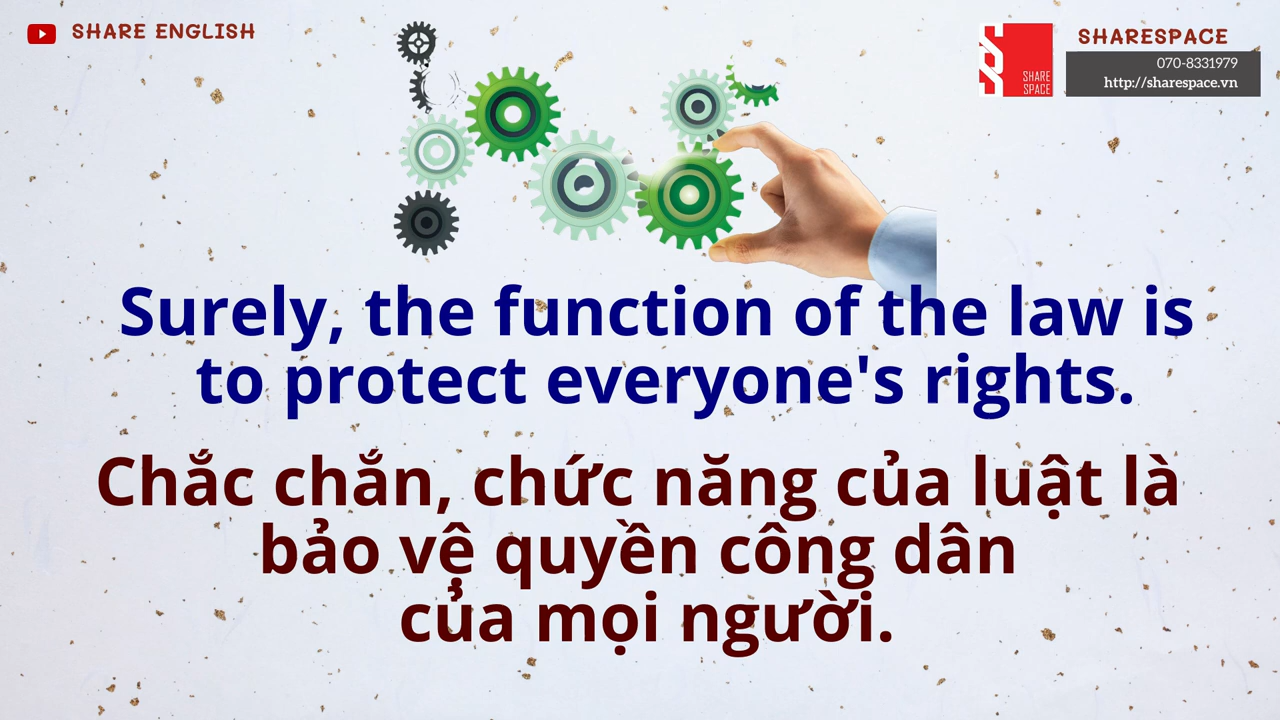 SHARE ENGLISH
SHARESPACE
SHARE
SPACE
070-8331979
http://sharespace.vn
Surely, the function of the law is
to protect everyone's rights.
Chắc chắn, chức năng của luật là
bảo vệ quyền công dân
của mọi người.